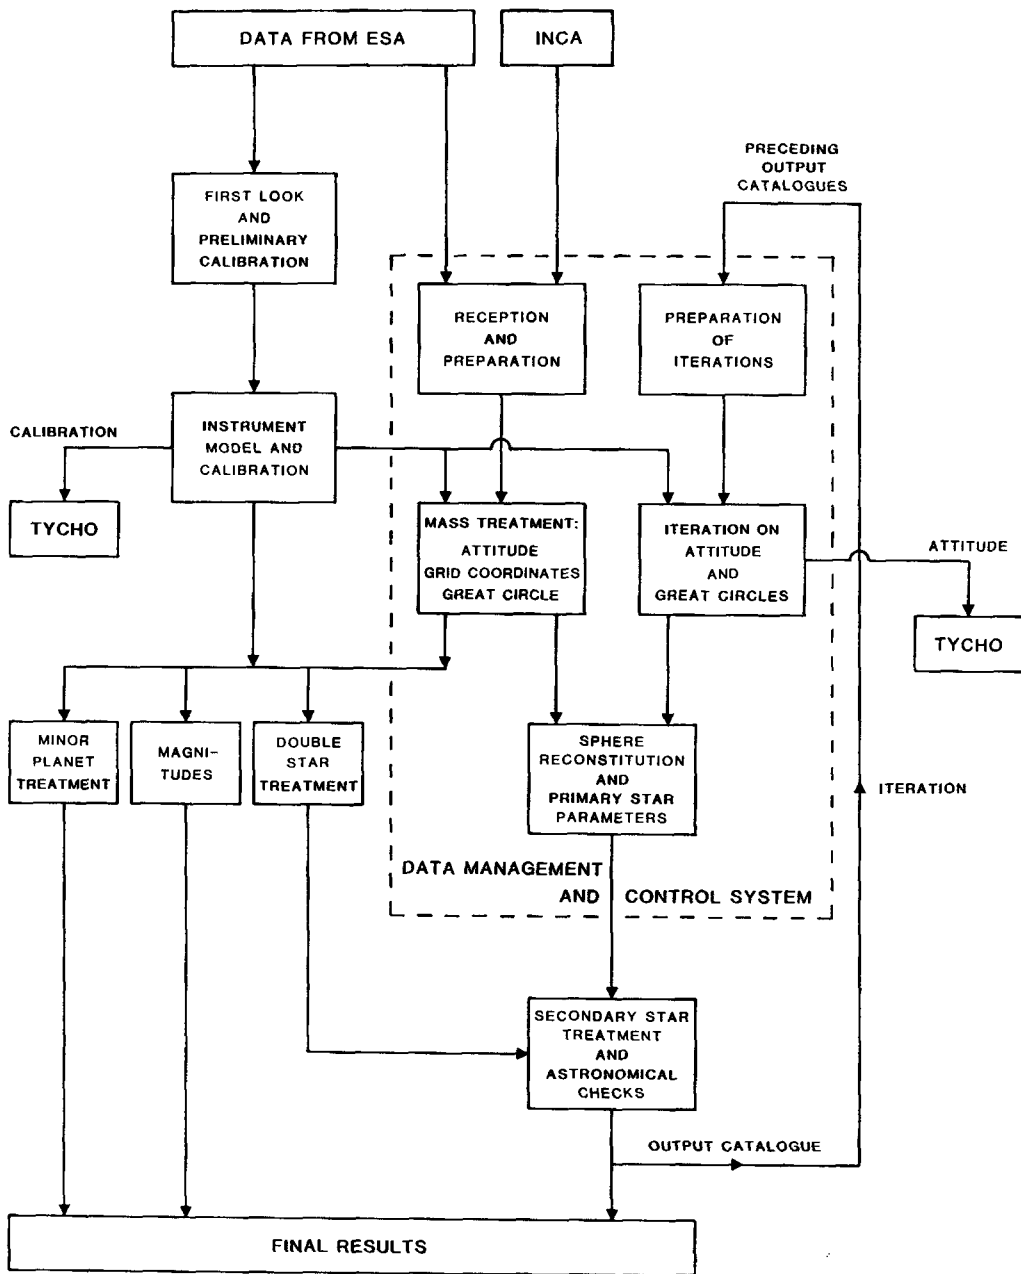 DATA FROM ESA
INCA
PRECEDING
OUTPUT
CATALOGUES
FIRST LOOK
AND
PRELIMINARY
CALIBRATION
RECEPTION
AND
PREPARATION
PREPARATION
OF
ITERATIONS
CALIBRATION
INSTRUMENT
MODEL AND
CALIBRATION
TYCHO
MASS TREATMENT:
ATTITUDE
GRID COORDINATES
GREAT CIRCLE
ITERATION ON
ATTITUDE
AND
GREAT CIRCLES
ATTITUDE
TYCHO
MINOR
PLANET
TREATMENT
MAGNI-
TUDES
DOUBLE
STAR
TREATMENT
SPHERE
RECONSTITUTION
AND
PRIMARY STAR
PARAMETERS
ITERATION
DATA MANAGEMENT
AND CONTROL SYSTEM
SECONDARY STAR
TREATMENT
AND
ASTRONOMICAL
CHECKS
OUTPUT CATALOGUE
FINAL RESULTS